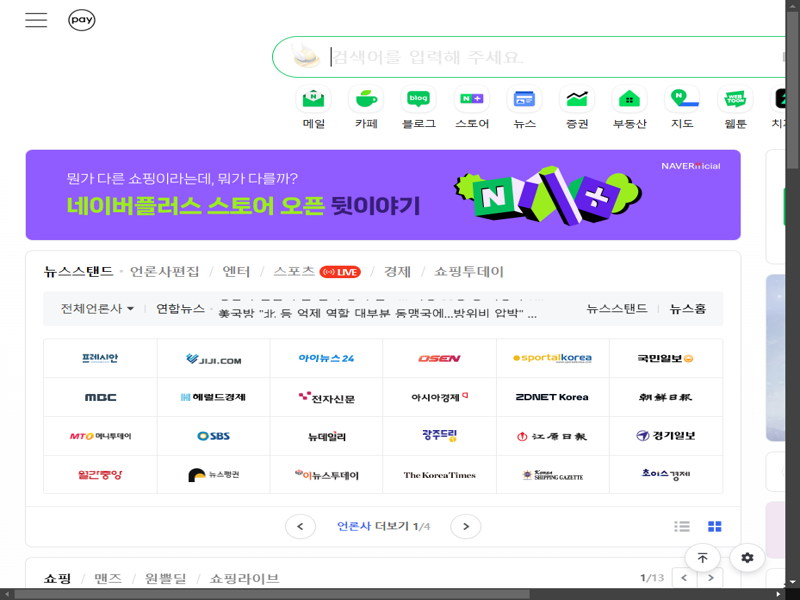 pay
검색어를 입력해 주세요.
메일 카페 블로그 스토어 뉴스 증권 부동산 지도 웹툰
뭔가 다른 쇼핑이라는데, 뭐가 다를까?
네이버플러스 스토어 오픈 뒷이야기
뉴스스탠드 · 언론사편집 / 엔터 / 스포츠 LIVE / 경제 / 쇼핑투데이
전체언론사 연합뉴스 美국방 "北 등 억제 역할 대부분 동맹국에…방위비 압박" ... 뉴스스탠드 뉴스홈
프레시안 JIJI.COM 아이뉴스24 OSEN sportalkorea 국민일보
MBC 헤럴드경제 전자신문 아시아경제 ZDNET Korea 朝鮮日報
MTO 머니투데이 SBS 뉴데일리 광주드림 江原日報 경기일보
월간중앙 뉴스펭귄 이뉴스투데이 The Korea Times Korea SHIPPING GAZETTE 초이스경제
언론사 더보기 1/4
쇼핑 / 맨즈 / 원쁠딜 / 쇼핑라이브 1/13